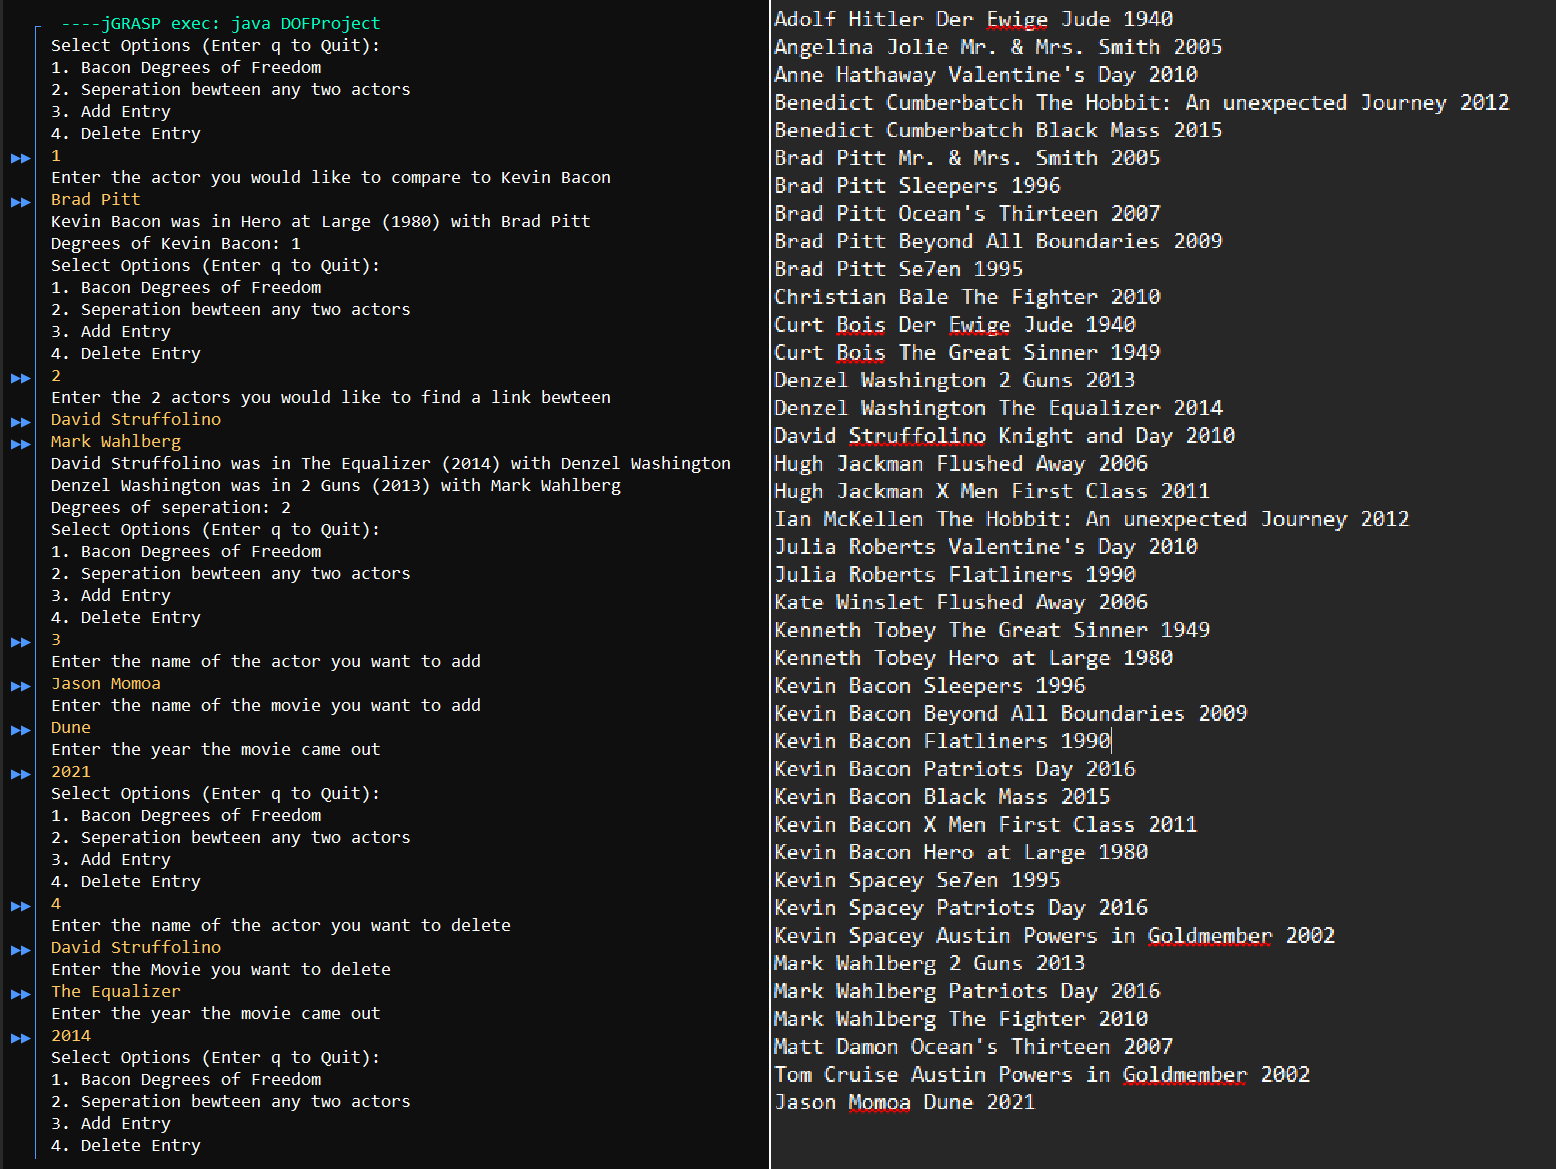 ----jGRASP exec: java DOFProject
Select Options (Enter q to Quit):
1. Bacon Degrees of Freedom
2. Seperation bewteen any two actors
3. Add Entry
4. Delete Entry
1
Enter the actor you would like to compare to Kevin Bacon
Brad Pitt
Kevin Bacon was in Hero at Large (1980) with Brad Pitt
Degrees of Kevin Bacon: 1
Select Options (Enter q to Quit):
1. Bacon Degrees of Freedom
2. Seperation bewteen any two actors
3. Add Entry
4. Delete Entry
2
Enter the 2 actors you would like to find a link bewteen
David Struffolino
Mark Wahlberg
David Struffolino was in The Equalizer (2014) with Denzel Washington
Denzel Washington was in 2 Guns (2013) with Mark Wahlberg
Degrees of seperation: 2
Select Options (Enter q to Quit):
1. Bacon Degrees of Freedom
2. Seperation bewteen any two actors
3. Add Entry
4. Delete Entry
3
Enter the name of the actor you want to add
Jason Momoa
Enter the name of the movie you want to add
Dune
Enter the year the movie came out
2021
Select Options (Enter q to Quit):
1. Bacon Degrees of Freedom
2. Seperation bewteen any two actors
3. Add Entry
4. Delete Entry
4
Enter the name of the actor you want to delete
David Struffolino
Enter the Movie you want to delete
The Equalizer
Enter the year the movie came out
2014
Select Options (Enter q to Quit):
1. Bacon Degrees of Freedom
2. Seperation bewteen any two actors
3. Add Entry
4. Delete Entry
Adolf Hitler Der Ewige Jude 1940
Angelina Jolie Mr. & Mrs. Smith 2005
Anne Hathaway Valentine's Day 2010
Benedict Cumberbatch The Hobbit: An unexpected Journey 2012
Benedict Cumberbatch Black Mass 2015
Brad Pitt Mr. & Mrs. Smith 2005
Brad Pitt Sleepers 1996
Brad Pitt Ocean's Thirteen 2007
Brad Pitt Beyond All Boundaries 2009
Brad Pitt Se7en 1995
Christian Bale The Fighter 2010
Curt Bois Der Ewige Jude 1940
Curt Bois The Great Sinner 1949
Denzel Washington 2 Guns 2013
Denzel Washington The Equalizer 2014
David Struffolino Knight and Day 2010
Hugh Jackman Flushed Away 2006
Hugh Jackman X Men First Class 2011
Ian McKellen The Hobbit: An unexpected Journey 2012
Julia Roberts Valentine's Day 2010
Julia Roberts Flatliners 1990
Kate Winslet Flushed Away 2006
Kenneth Tobey The Great Sinner 1949
Kenneth Tobey Hero at Large 1980
Kevin Bacon Sleepers 1996
Kevin Bacon Beyond All Boundaries 2009
Kevin Bacon Flatliners 1990
Kevin Bacon Patriots Day 2016
Kevin Bacon Black Mass 2015
Kevin Bacon X Men First Class 2011
Kevin Bacon Hero at Large 1980
Kevin Spacey Se7en 1995
Kevin Spacey Patriots Day 2016
Kevin Spacey Austin Powers in Goldmember 2002
Mark Wahlberg 2 Guns 2013
Mark Wahlberg Patriots Day 2016
Mark Wahlberg The Fighter 2010
Matt Damon Ocean's Thirteen 2007
Tom Cruise Austin Powers in Goldmember 2002
Jason Momoa Dune 2021